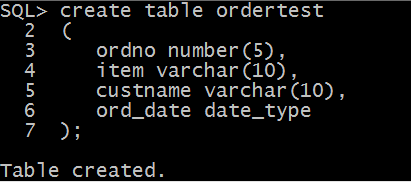 SQL> create table ordertest
2 (
3 ordno number(5),
4 item varchar(10),
5 custname varchar(10),
6 ord_date date_type
7 );
Table created.